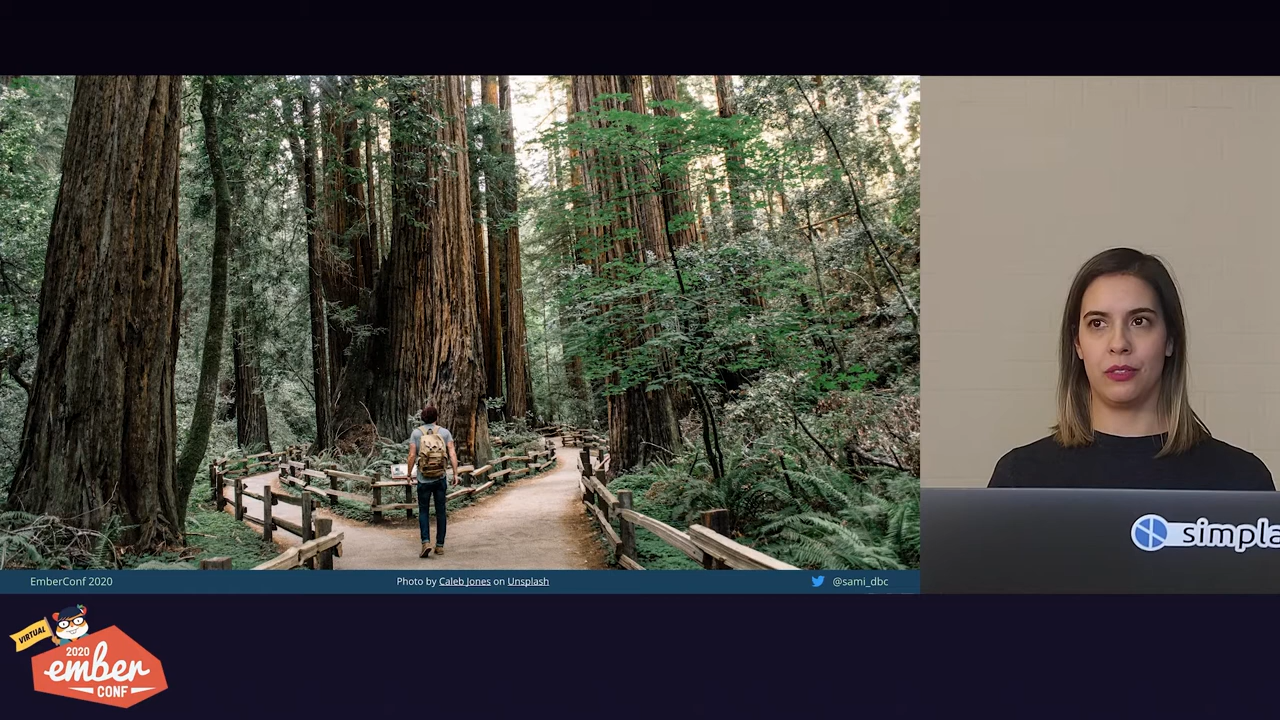 EmberConf 2020
Photo by Caleb Jones on Unsplash
@sami_dbc
simpla
VIRTUAL
2020
ember
CONF